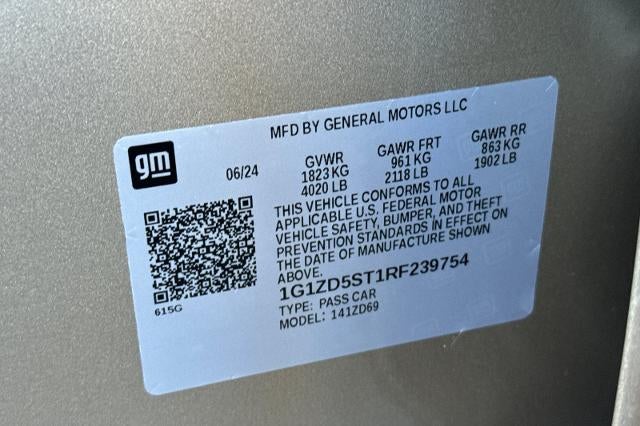 MFD BY GENERAL MOTORS LLC
gm
06/24
GVWR GAWR FRT GAWR RR
1823 KG 961 KG 863 KG
4020 LB 2118 LB 1902 LB
THIS VEHICLE CONFORMS TO ALL
APPLICABLE U.S. FEDERAL MOTOR
VEHICLE SAFETY, BUMPER, AND THEFT
PREVENTION STANDARDS IN EFFECT ON
THE DATE OF MANUFACTURE SHOWN
ABOVE.
1G1ZD5ST1RF239754
TYPE: PASS CAR
MODEL: 141ZD69
615G